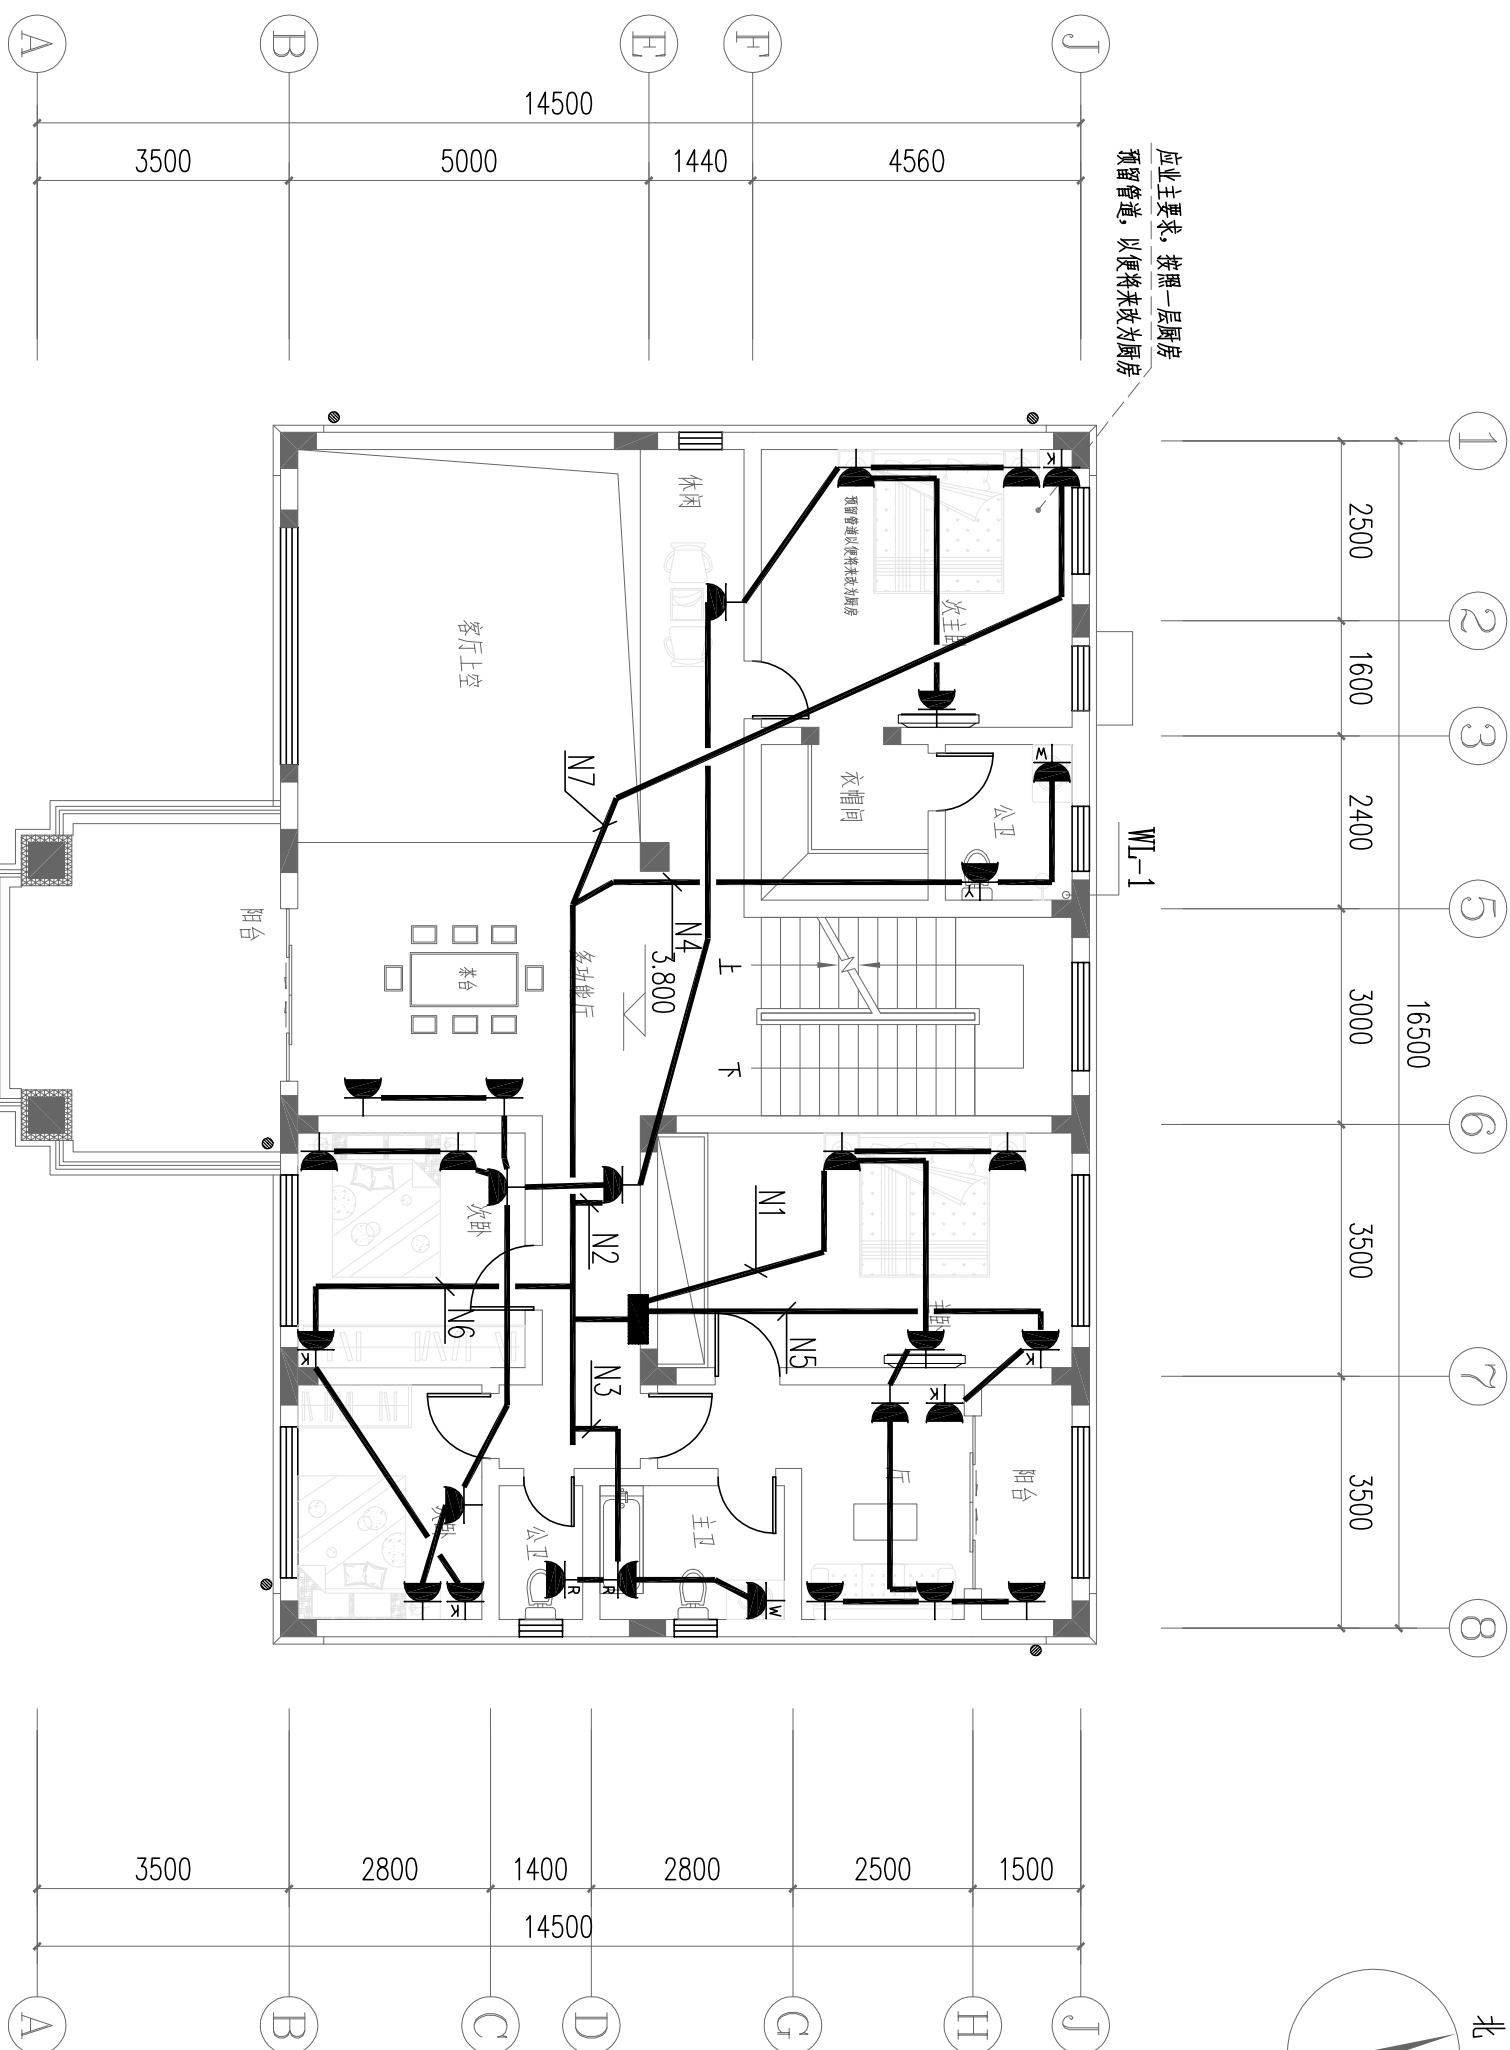 A
B
E
F
J
14500
3500
5000
1440
4560
应业主要求，按照一层厨房
预留管道，以便将来改为厨房
1
2
3
5
6
7
8
2500
1600
2400
3000
3500
3500
16500
休闲
预留管道以便将来改为厨房
K
客厅上空
N7
衣帽间
W
公卫
Y
WL-1
阳台
茶台
多功能厅
N4
3.800
上
下
次卧
N2
N1
N6
N5
K
K
N3
K
厅
阳台
公卫
主卫
R
R
W
K
3500
2800
1400
2800
2500
1500
14500
A
B
C
D
G
H
J
北